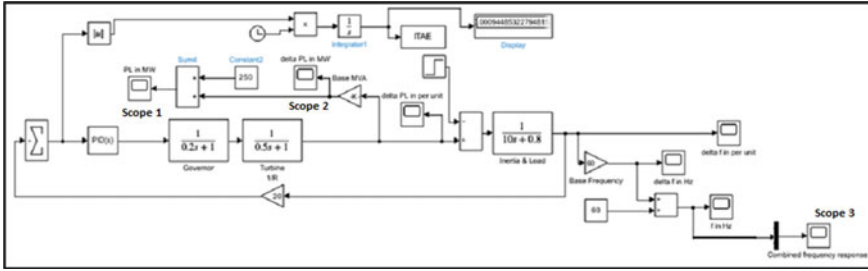 |u|
×
1
s
Integrator1
ITAE
.0009448532279488
Display
PL in MW
Sum4
Constant2
250
delta PL in MW
Base MVA
-K-
Scope 1
Scope 2
delta PL in per unit
Σ
PID(s)
1
0.2s + 1
Governor
1
0.5s + 1
Turbine
1/R
20
1
10s + 0.8
Inertia & Load
delta f in per unit
60
Base Frequency
delta f in Hz
60
f in Hz
Scope 3
Combined frequency response